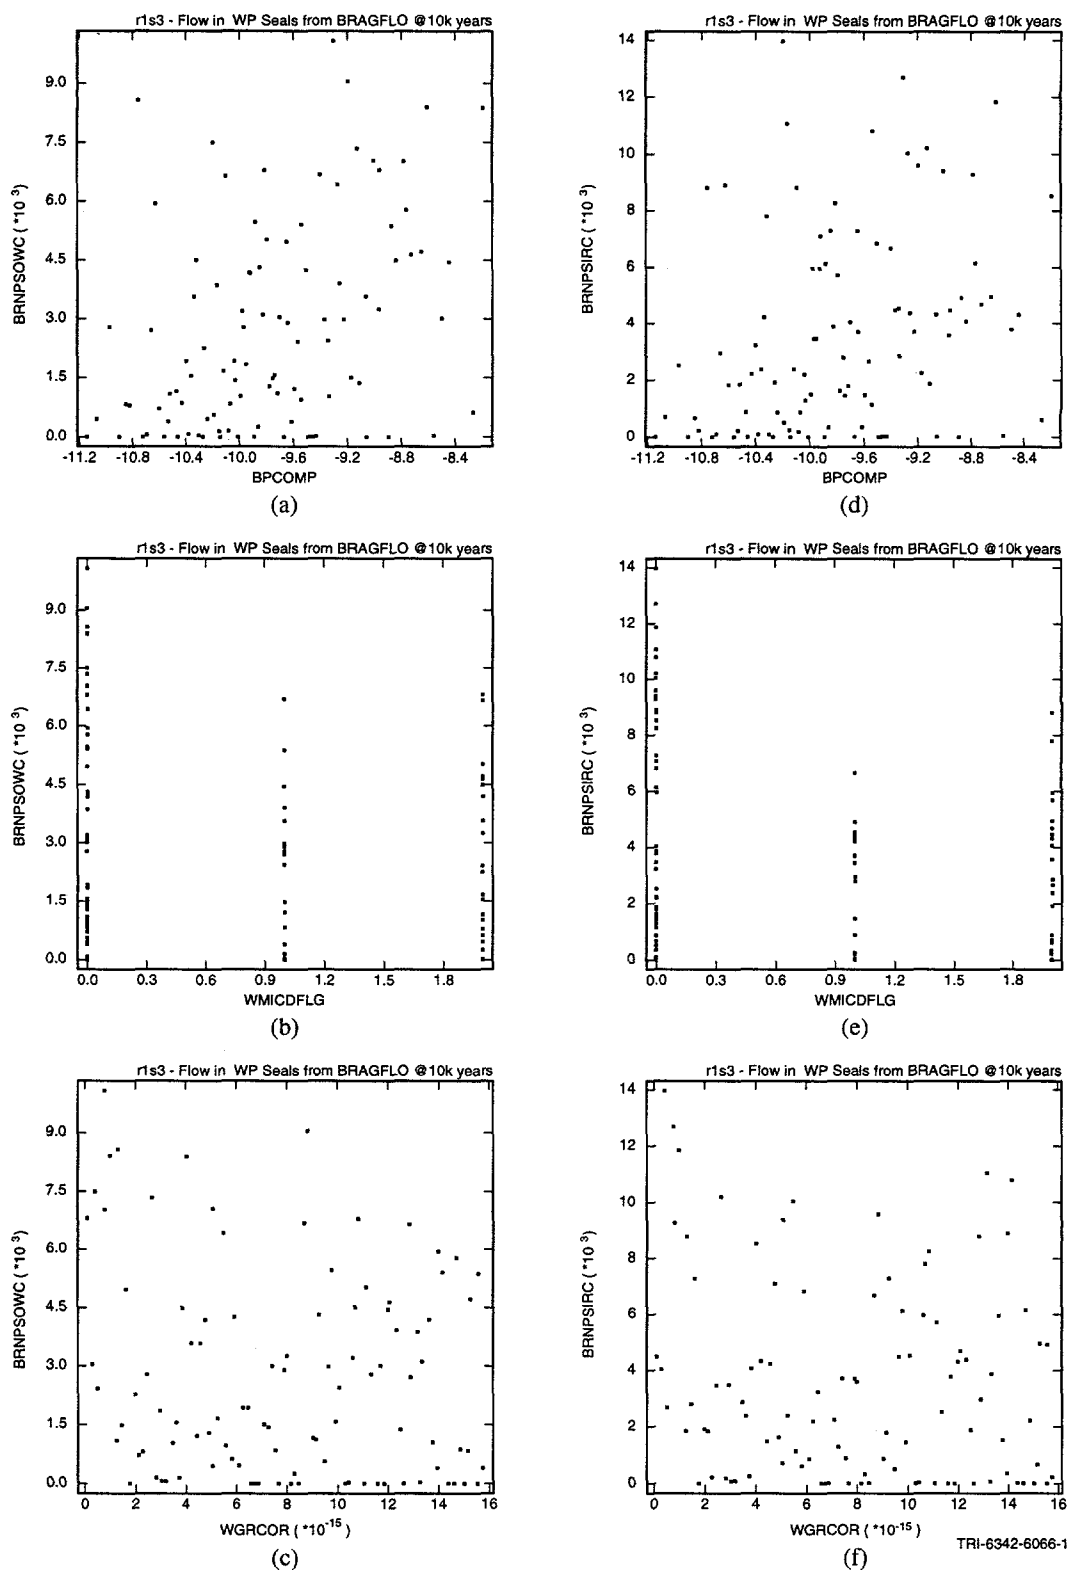 r1s3 - Flow in WP Seals from BRAGFLO @10k years
BRNPSOWC ( *10 3 )
9.0
7.5
6.0
4.5
3.0
1.5
0.0
-11.2 -10.8 -10.4 -10.0 -9.6 -9.2 -8.8 -8.4
BPCOMP
(a)
r1s3 - Flow in WP Seals from BRAGFLO @10k years
BRNPSIRC ( *10 3 )
14
12
10
8
6
4
2
0
-11.2 -10.8 -10.4 -10.0 -9.6 -9.2 -8.8 -8.4
BPCOMP
(d)
r1s3 - Flow in WP Seals from BRAGFLO @10k years
BRNPSOWC ( *10 3 )
9.0
7.5
6.0
4.5
3.0
1.5
0.0
0.0 0.3 0.6 0.9 1.2 1.5 1.8
WMICDFLG
(b)
r1s3 - Flow in WP Seals from BRAGFLO @10k years
BRNPSIRC ( *10 3 )
14
12
10
8
6
4
2
0
0.0 0.3 0.6 0.9 1.2 1.5 1.8
WMICDFLG
(e)
r1s3 - Flow in WP Seals from BRAGFLO @10k years
BRNPSOWC ( *10 3 )
9.0
7.5
6.0
4.5
3.0
1.5
0.0
0 2 4 6 8 10 12 14 16
WGRCOR ( *10 -15 )
(c)
r1s3 - Flow in WP Seals from BRAGFLO @10k years
BRNPSIRC ( *10 3 )
14
12
10
8
6
4
2
0
0 2 4 6 8 10 12 14 16
WGRCOR ( *10 -15 )
(f)
TRI-6342-6066-1